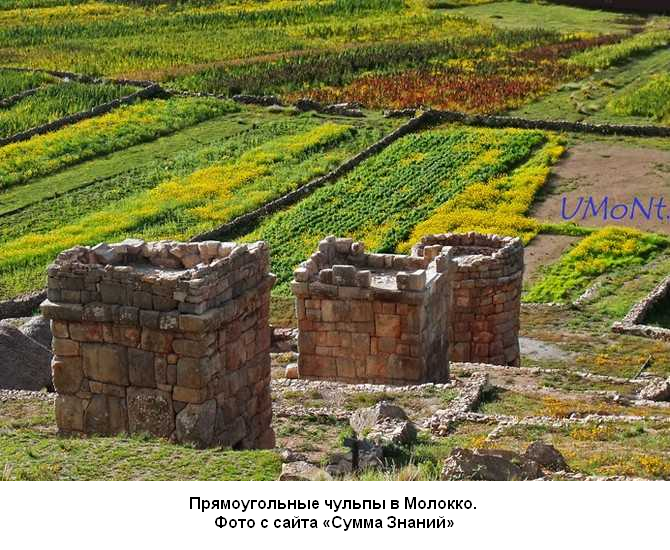 UMoNt.
Прямоугольные чульпы в Молокко.
Фото с сайта «Сумма Знаний»